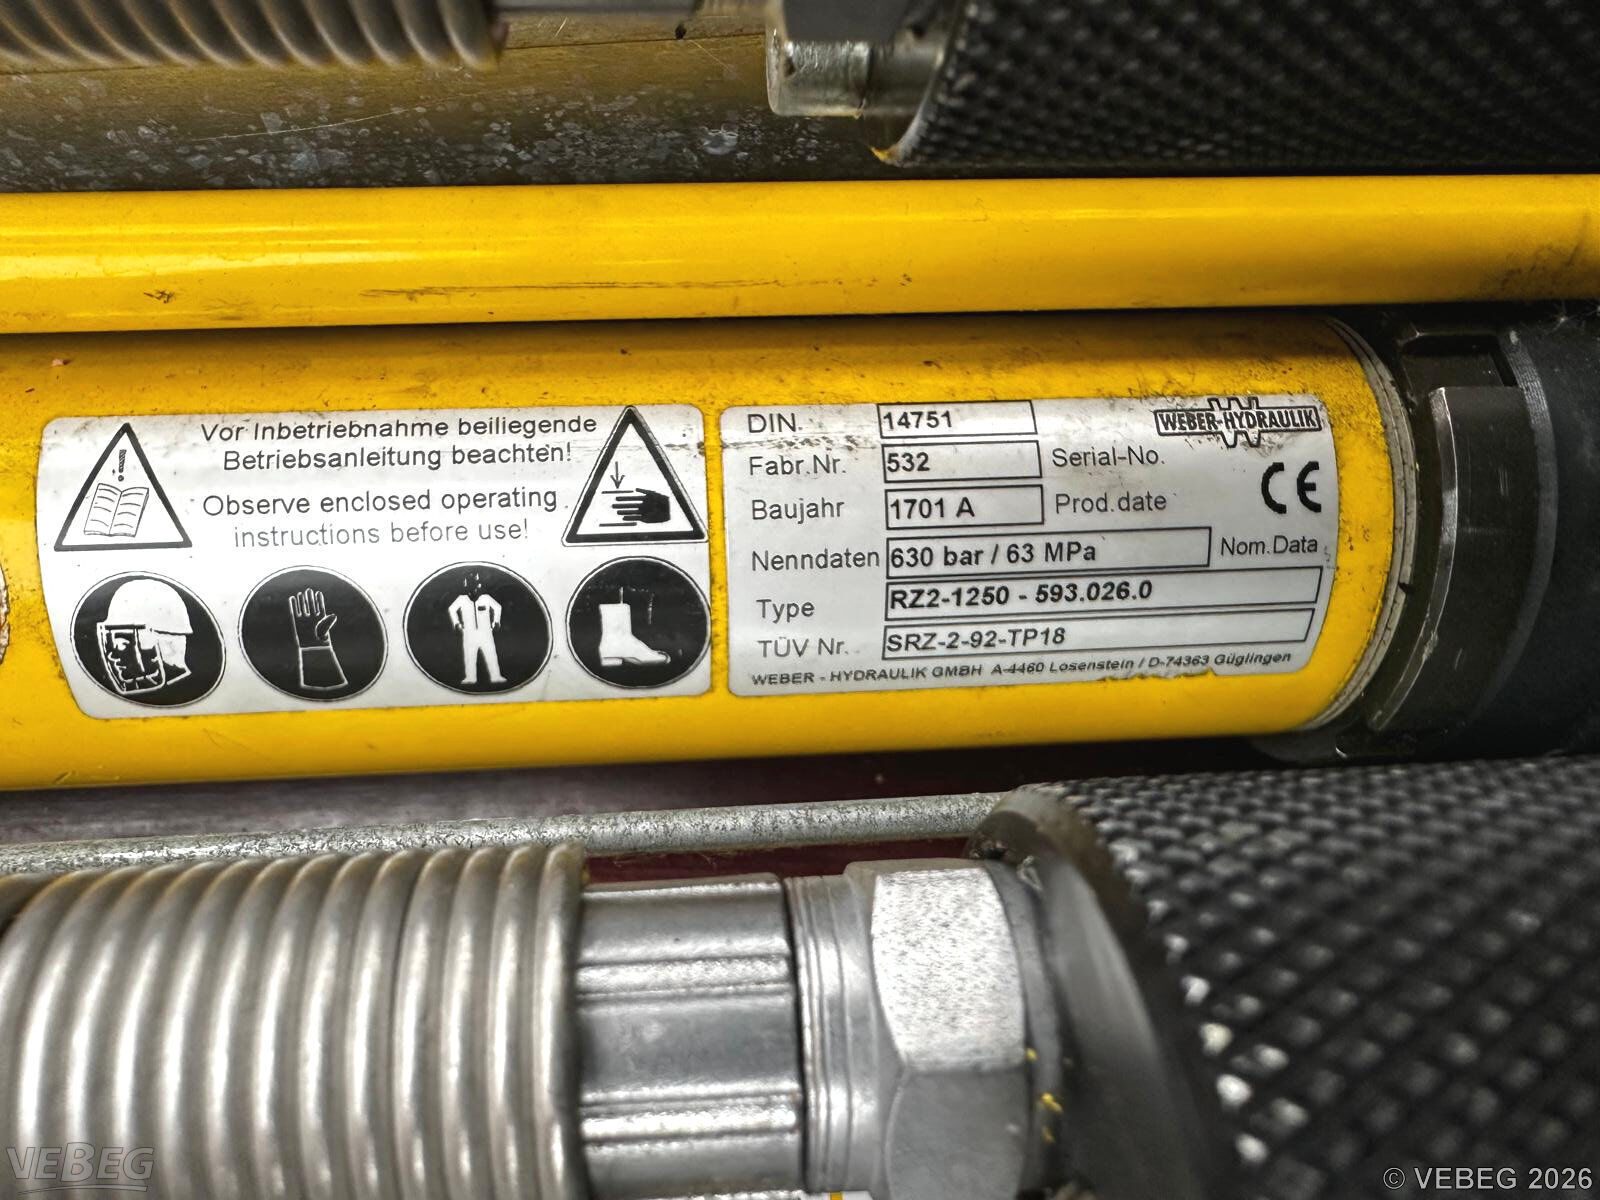 Vor Inbetriebnahme beiliegende
Betriebsanleitung beachten!
Observe enclosed operating
instructions before use!
DIN. 14751
WEBER-HYDRAULIK
Fabr.Nr. 532 Serial-No.
CE
Baujahr 1701 A Prod.date
Nenndaten 630 bar / 63 MPa Nom.Data
Type RZ2-1250 - 593.026.0
TÜV Nr. SRZ-2-92-TP18
WEBER - HYDRAULIK GMBH A-4460 Losenstein / D-74363 Güglingen
VEBEG
© VEBEG 2026